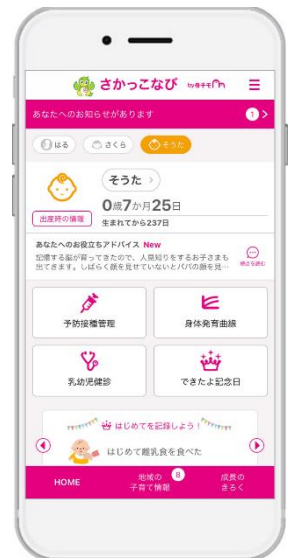 さかっこなび by母子モ
あなたへのお知らせがあります 1
はる さくら そうた
そうた
0歳7か月25日
出産時の情報
生まれてから237日
あなたへのお役立ちアドバイス New
記憶する脳が育ってきたので、人見知りをするお子さまも
出てきます。しばらく顔を見せていないとパパの顔を見…
続きを読む
予防接種管理
身体発育曲線
乳幼児健診
できたよ記念日
はじめてを記録しよう!
はじめて離乳食を食べた
HOME
地域の
子育て情報
8
成長の
きろく